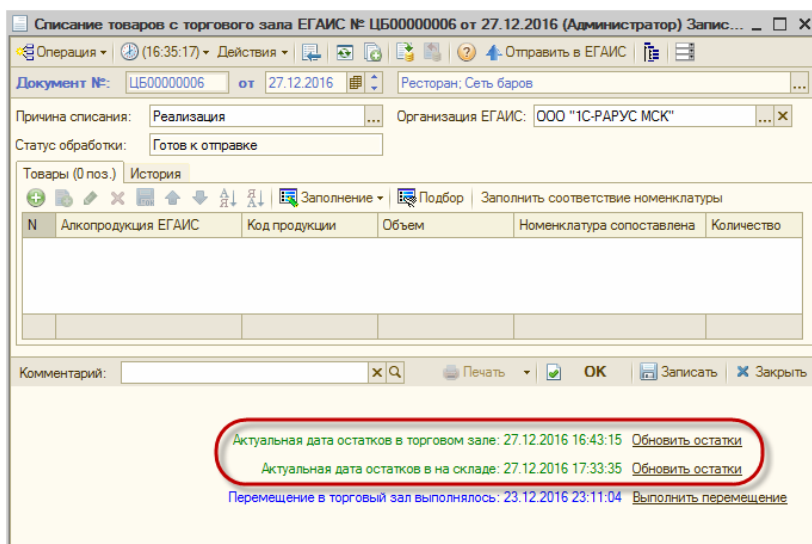 Списание товаров с торгового зала ЕГАИС № ЦБ00000006 от 27.12.2016 (Администратор) Запис...
Операция (16:35:17) Действия Отправить в ЕГАИС
Документ №: ЦБ00000006 от 27.12.2016 Ресторан; Сеть баров ...
Причина списания: Реализация ... Организация ЕГАИС: ООО "1С-РАРУС МСК" ...
Статус обработки: Готов к отправке
Товары (0 поз.) История
Заполнение Подбор Заполнить соответствие номенклатуры
N Алкопродукция ЕГАИС Код продукции Объем Номенклатура сопоставлена Количество
Комментарий: Печать ОК Записать Закрыть
Актуальная дата остатков в торговом зале: 27.12.2016 16:43:15 Обновить остатки
Актуальная дата остатков в на складе: 27.12.2016 17:33:35 Обновить остатки
Перемещение в торговый зал выполнялось: 23.12.2016 23:11:04 Выполнить перемещение